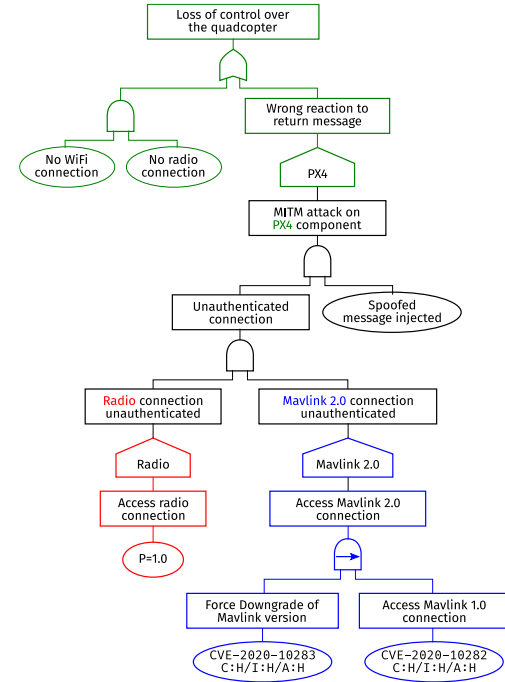 Loss of control over
the quadcopter
Wrong reaction to
return message
No WiFi
connection
No radio
connection
PX4
MITM attack on
PX4 component
Unauthenticated
connection
Spoofed
message injected
Radio connection
unauthenticated
Mavlink 2.0 connection
unauthenticated
Radio
Mavlink 2.0
Access radio
connection
Access Mavlink 2.0
connection
P=1.0
Force Downgrade of
Mavlink version
Access Mavlink 1.0
connection
CVE-2020-10283
C:H/I:H/A:H
CVE-2020-10282
C:H/I:H/A:H